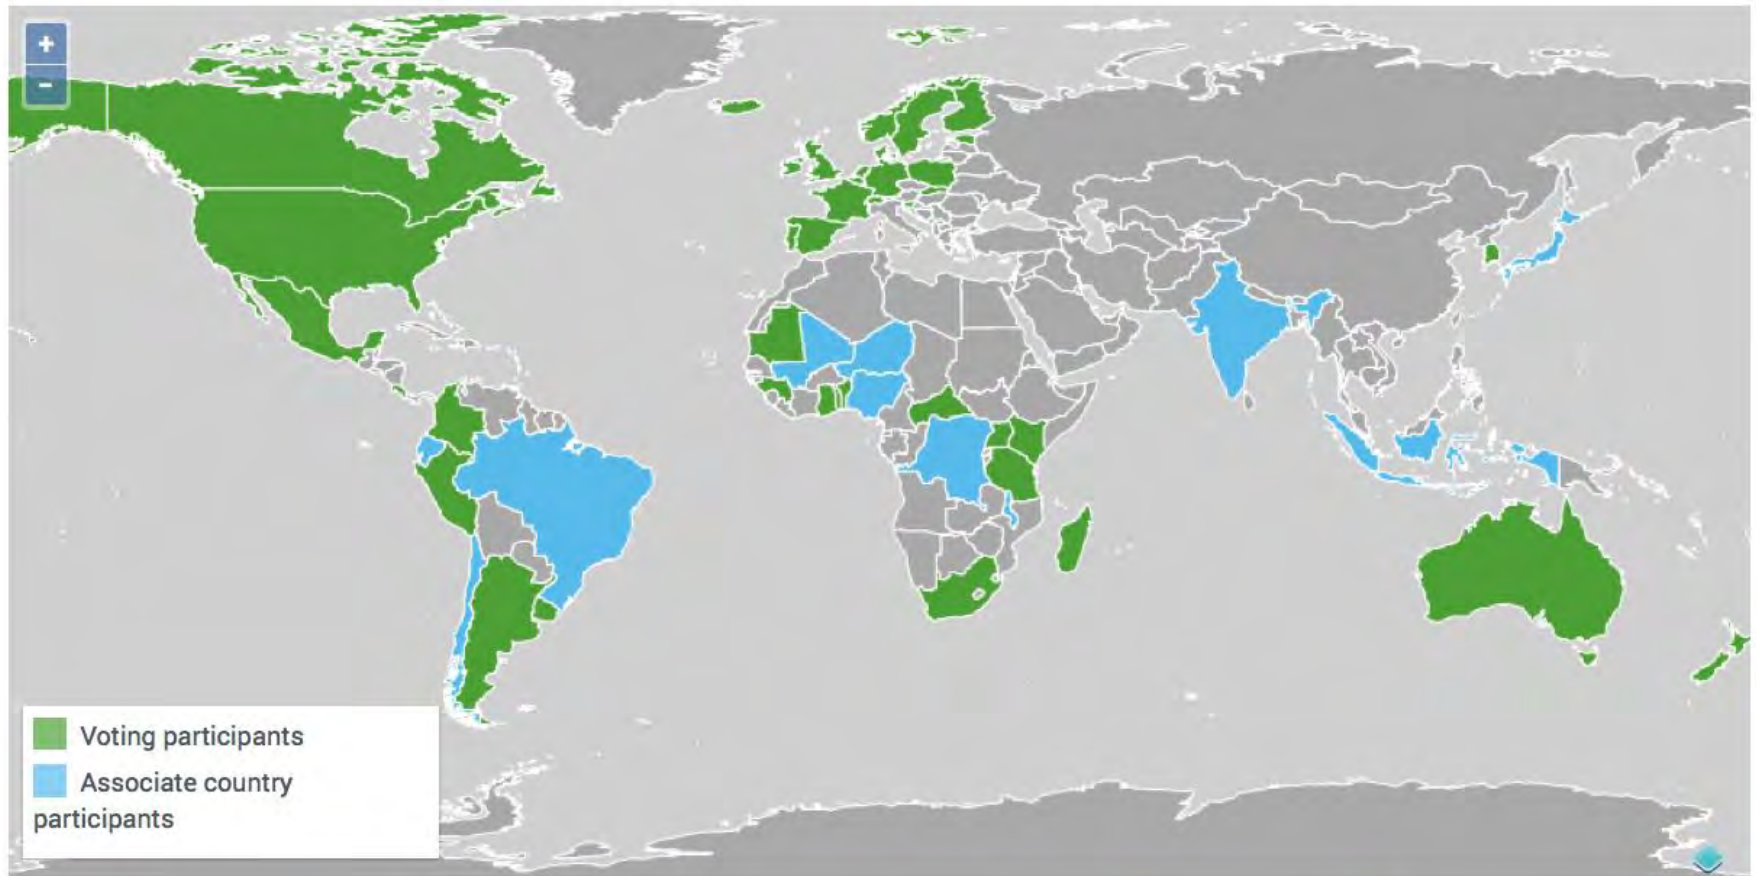 +
-
Voting participants
Associate country
participants